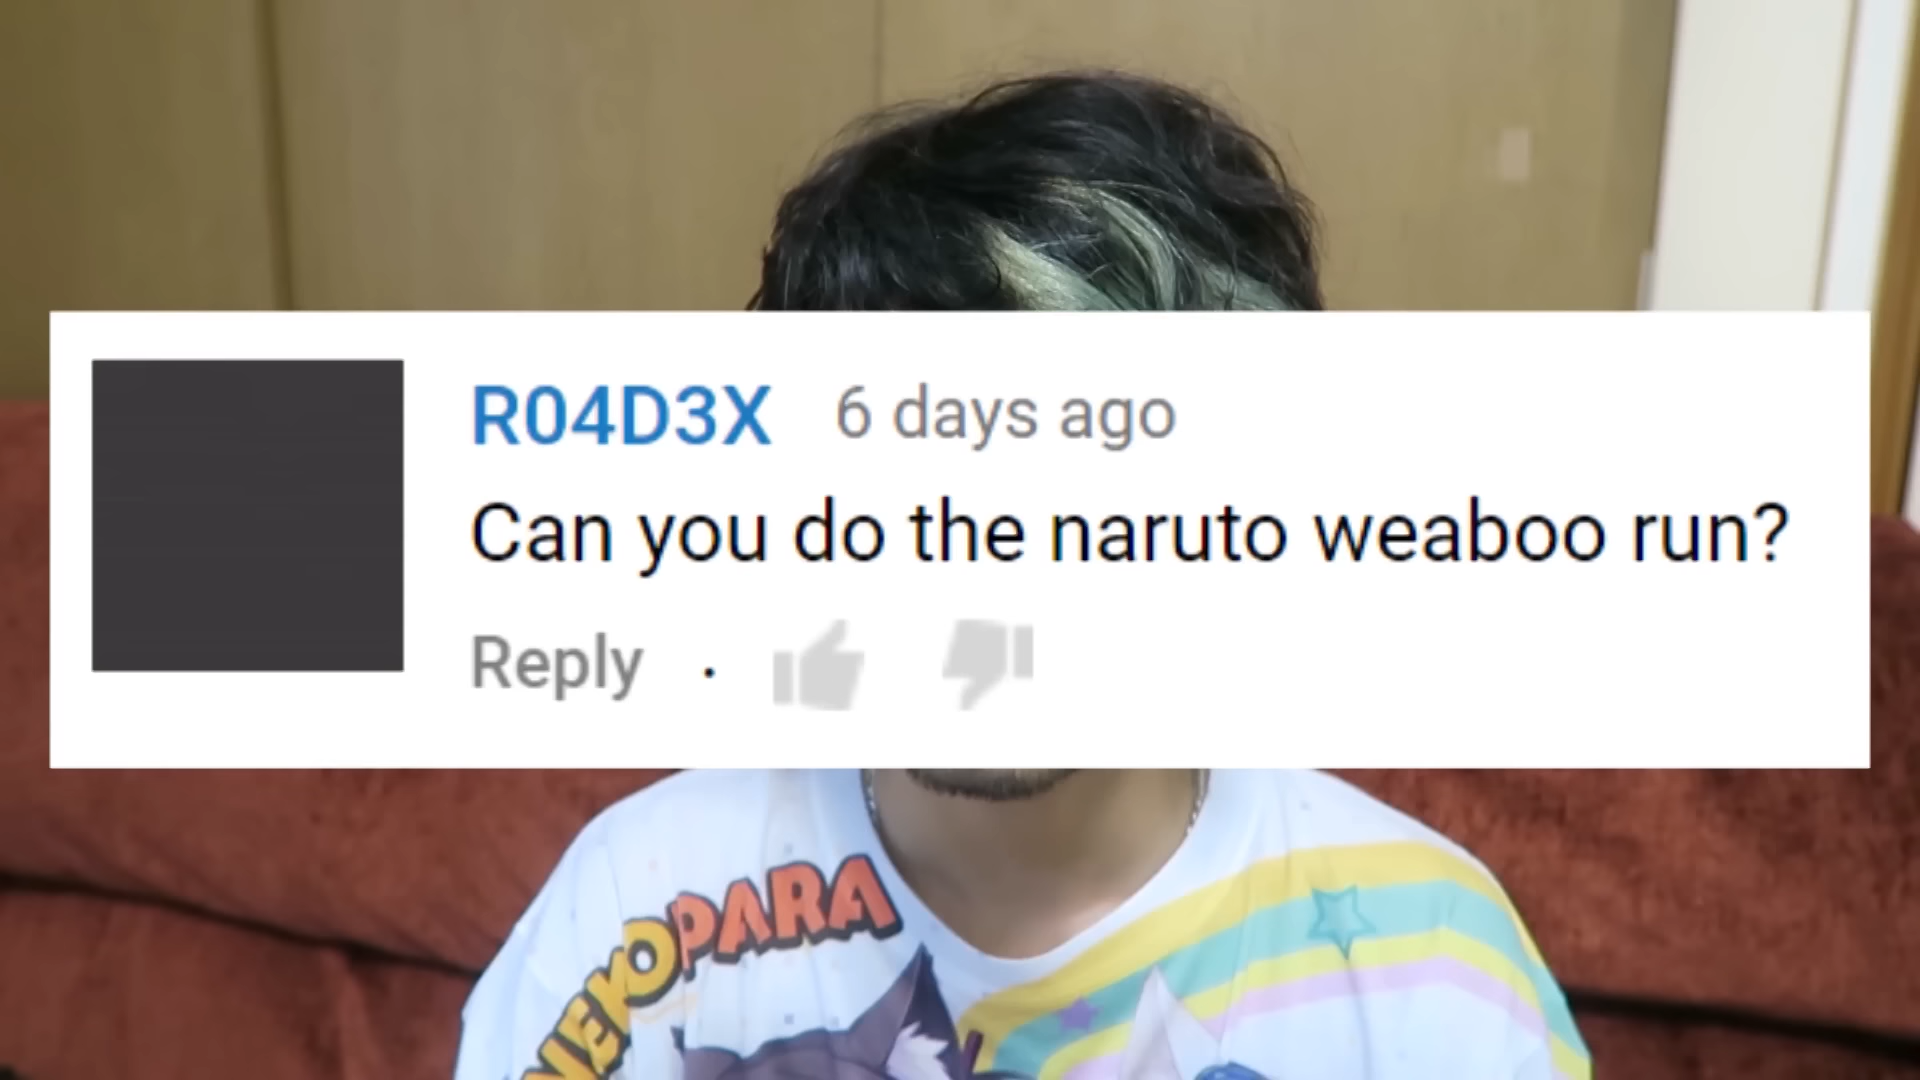 R04D3X 6 days ago
Can you do the naruto weaboo run?
Reply ·
NEKOPARA